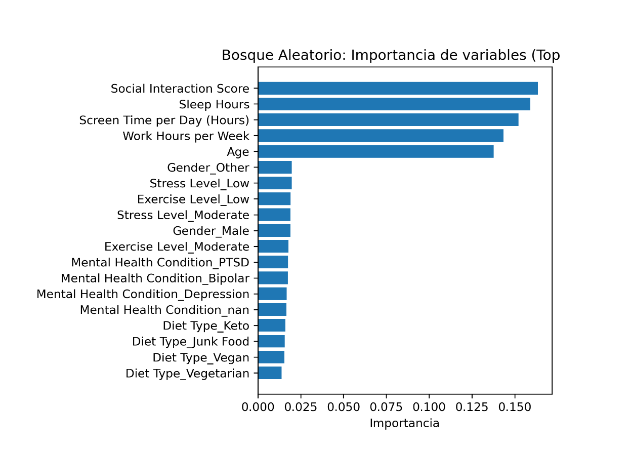 Bosque Aleatorio: Importancia de variables (Top
Social Interaction Score
Sleep Hours
Screen Time per Day (Hours)
Work Hours per Week
Age
Gender_Other
Stress Level_Low
Exercise Level_Low
Stress Level_Moderate
Gender_Male
Exercise Level_Moderate
Mental Health Condition_PTSD
Mental Health Condition_Bipolar
Mental Health Condition_Depression
Mental Health Condition_nan
Diet Type_Keto
Diet Type_Junk Food
Diet Type_Vegan
Diet Type_Vegetarian
0.000 0.025 0.050 0.075 0.100 0.125 0.150
Importancia